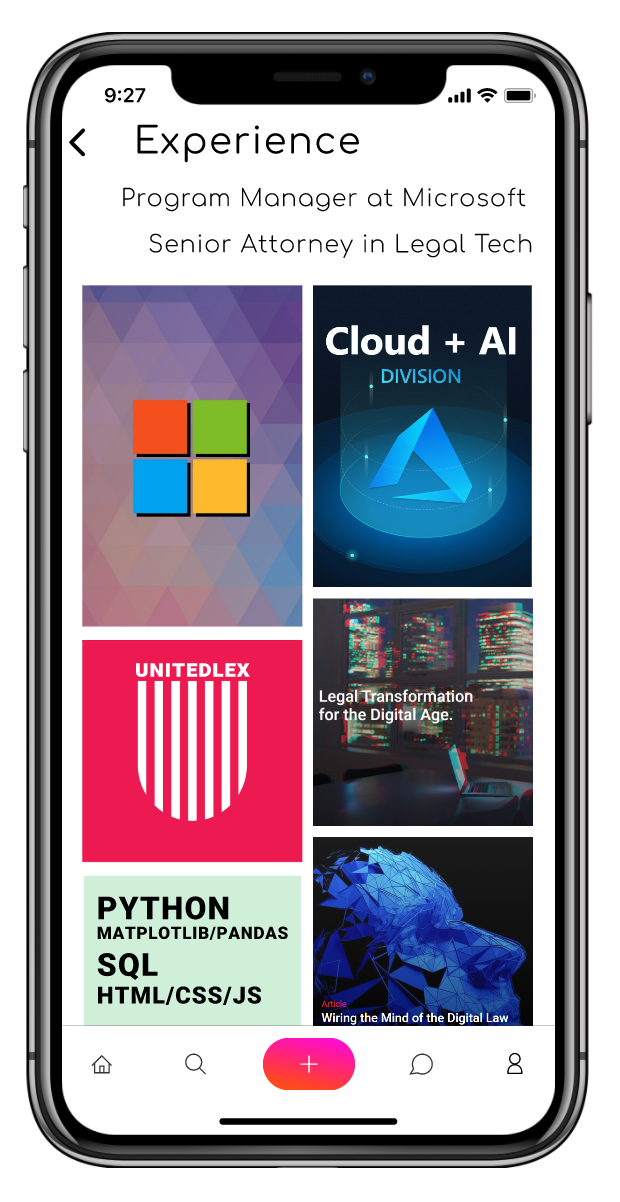 9:27
Experience
Program Manager at Microsoft
Senior Attorney in Legal Tech
Cloud + AI
DIVISION
UNITEDLEX
Legal Transformation
for the Digital Age.
PYTHON
MATPLOTLIB/PANDAS
SQL
HTML/CSS/JS
Article
Wiring the Mind of the Digital Law